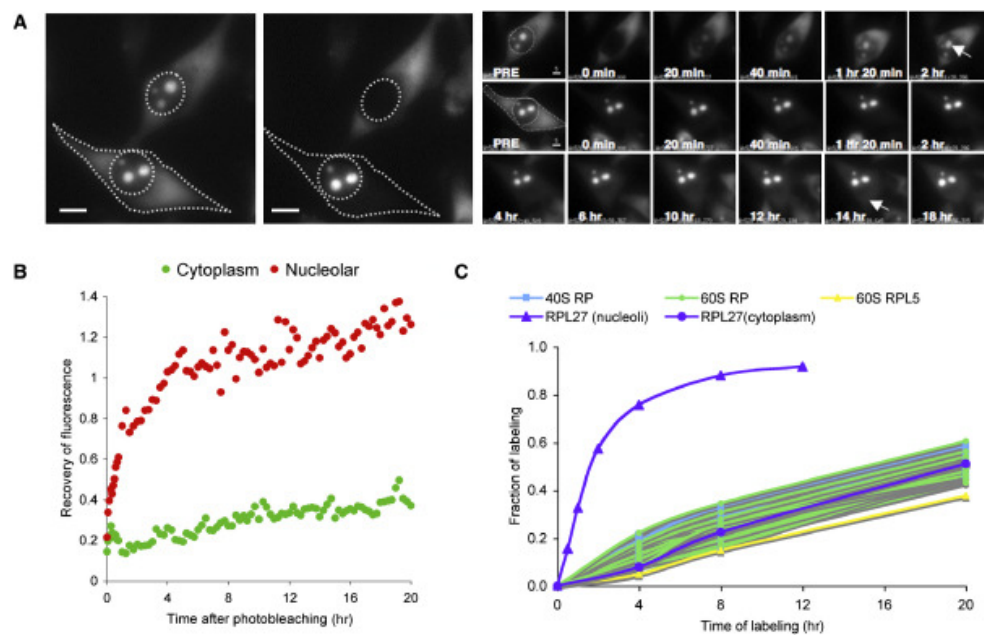 A
PRE
0 min
20 min
40 min
1 hr 20 min
2 hr
PRE
0 min
20 min
40 min
1 hr 20 min
2 hr
4 hr
6 hr
10 hr
12 hr
14 hr
18 hr
B
Cytoplasm Nucleolar
Recovery of fluorescence
1.4
1.2
1
0.8
0.6
0.4
0.2
0
0 4 8 12 16 20
Time after photobleaching (hr)
C
40S RP 60S RP 60S RPL5
RPL27 (nucleoli) RPL27(cytoplasm)
Fraction of labeling
1.0
0.8
0.6
0.4
0.2
0.0
0 4 8 12 16 20
Time of labeling (hr)